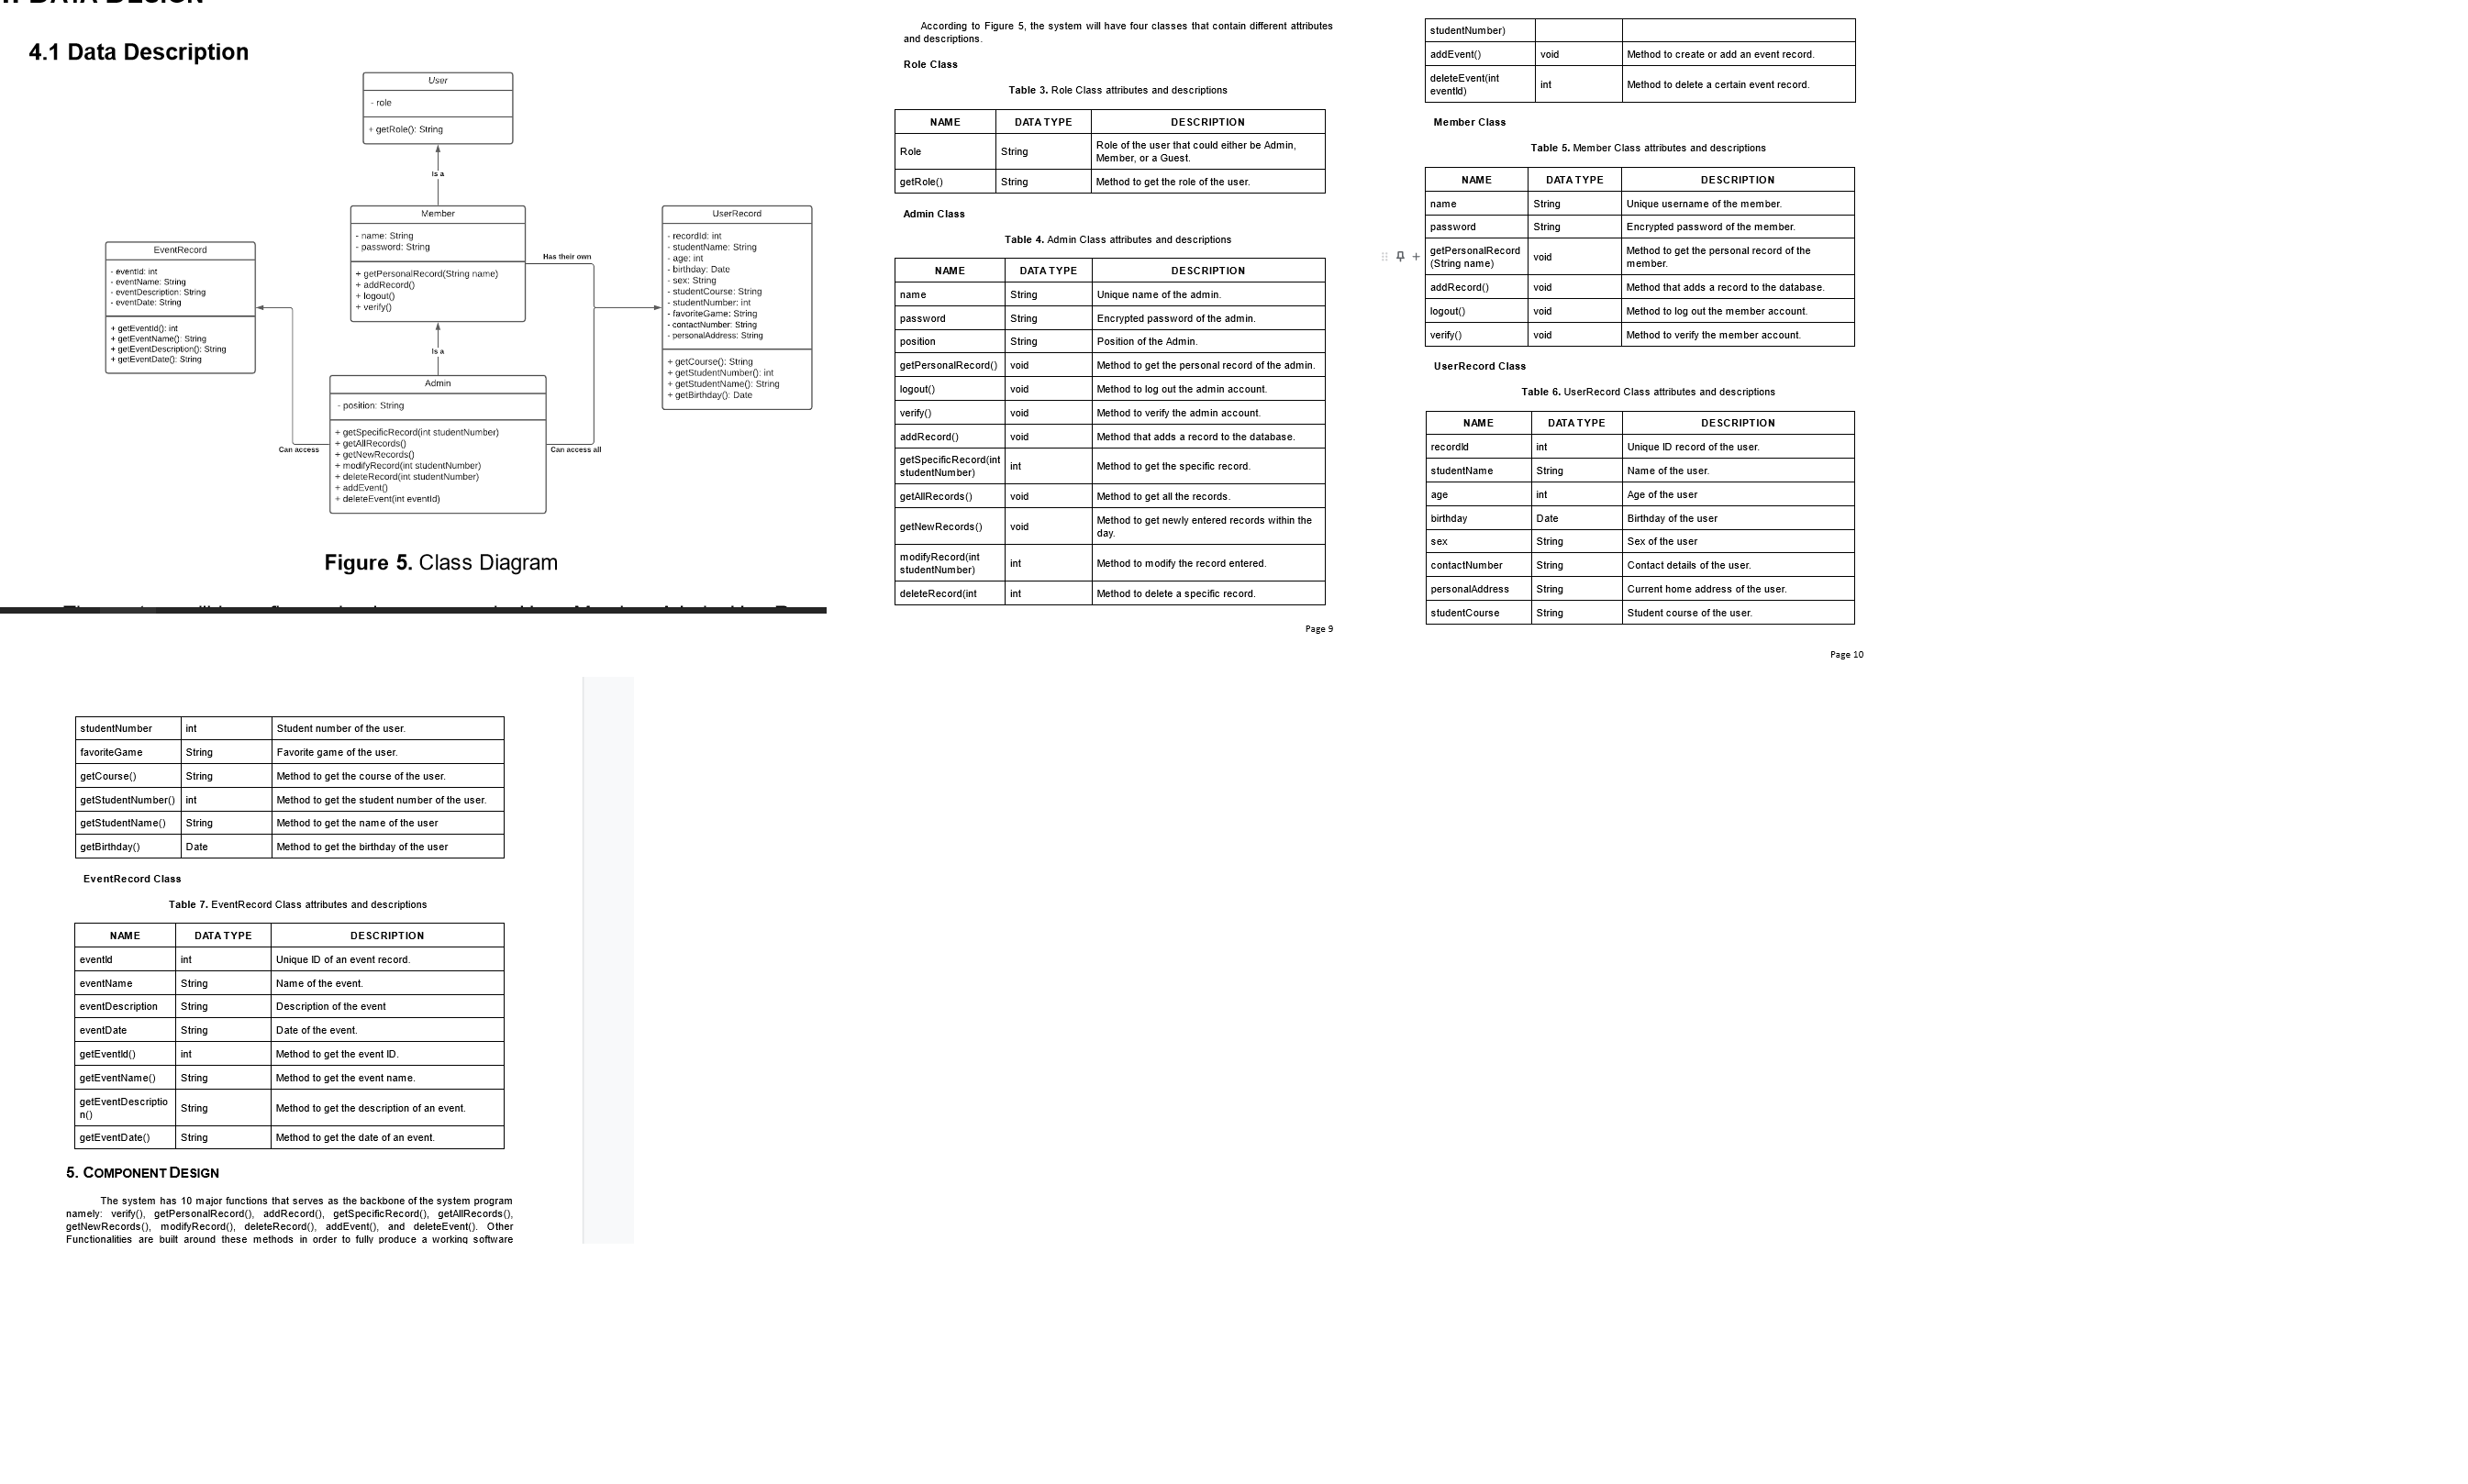 DATA DESIGN
4.1 Data Description
User
- role
+ getRole(): String
Is a
Member
- name: String
- password: String
+ getPersonalRecord(String name)
+ addRecord()
+ logout()
+ verify()
Has their own
UserRecord
- recordId: int
- studentName: String
- age: int
- birthday: Date
- sex: String
- studentCourse: String
- studentNumber: int
- favoriteGame: String
- contactNumber: String
- personalAddress: String
+ getCourse(): String
+ getStudentNumber(): int
+ getStudentName(): String
+ getBirthday(): Date
EventRecord
- eventId: int
- eventName: String
- eventDescription: String
- eventDate: String
+ getEventId(): int
+ getEventName(): String
+ getEventDescription(): String
+ getEventDate(): String
Is a
Admin
- position: String
+ getSpecificRecord(int studentNumber)
+ getAllRecords()
+ getNewRecords()
+ modifyRecord(int studentNumber)
+ deleteRecord(int studentNumber)
+ addEvent()
+ deleteEvent(int eventId)
Can access
Can access all
Figure 5. Class Diagram
According to Figure 5, the system will have four classes that contain different attributes
and descriptions.
Role Class
Table 3. Role Class attributes and descriptions
NAME DATA TYPE DESCRIPTION
Role String Role of the user that could either be Admin,
Member, or a Guest.
getRole() String Method to get the role of the user.
Admin Class
Table 4. Admin Class attributes and descriptions
NAME DATA TYPE DESCRIPTION
name String Unique name of the admin.
password String Encrypted password of the admin.
position String Position of the Admin.
getPersonalRecord() void Method to get the personal record of the admin.
logout() void Method to log out the admin account.
verify() void Method to verify the admin account.
addRecord() void Method that adds a record to the database.
getSpecificRecord(int
studentNumber) int Method to get the specific record.
getAllRecords() void Method to get all the records.
getNewRecords() void Method to get newly entered records within the
day.
modifyRecord(int
studentNumber) int Method to modify the record entered.
deleteRecord(int int Method to delete a specific record.
Page 9
studentNumber)
addEvent() void Method to create or add an event record.
deleteEvent(int
eventId) int Method to delete a certain event record.
Member Class
Table 5. Member Class attributes and descriptions
NAME DATA TYPE DESCRIPTION
name String Unique username of the member.
password String Encrypted password of the member.
getPersonalRecord
(String name) void Method to get the personal record of the
member.
addRecord() void Method that adds a record to the database.
logout() void Method to log out the member account.
verify() void Method to verify the member account.
UserRecord Class
Table 6. UserRecord Class attributes and descriptions
NAME DATA TYPE DESCRIPTION
recordId int Unique ID record of the user.
studentName String Name of the user.
age int Age of the user
birthday Date Birthday of the user
sex String Sex of the user
contactNumber String Contact details of the user.
personalAddress String Current home address of the user.
studentCourse String Student course of the user.
Page 10
studentNumber int Student number of the user.
favoriteGame String Favorite game of the user.
getCourse() String Method to get the course of the user.
getStudentNumber() int Method to get the student number of the user.
getStudentName() String Method to get the name of the user
getBirthday() Date Method to get the birthday of the user
EventRecord Class
Table 7. EventRecord Class attributes and descriptions
NAME DATA TYPE DESCRIPTION
eventId int Unique ID of an event record.
eventName String Name of the event.
eventDescription String Description of the event
eventDate String Date of the event.
getEventId() int Method to get the event ID.
getEventName() String Method to get the event name.
getEventDescriptio
n() String Method to get the description of an event.
getEventDate() String Method to get the date of an event.
5. COMPONENT DESIGN
The system has 10 major functions that serves as the backbone of the system program
namely: verify(), getPersonalRecord(), addRecord(), getSpecificRecord(), getAllRecords(),
getNewRecords(), modifyRecord(), deleteRecord(), addEvent(), and deleteEvent(). Other
Functionalities are built around these methods in order to fully produce a working software